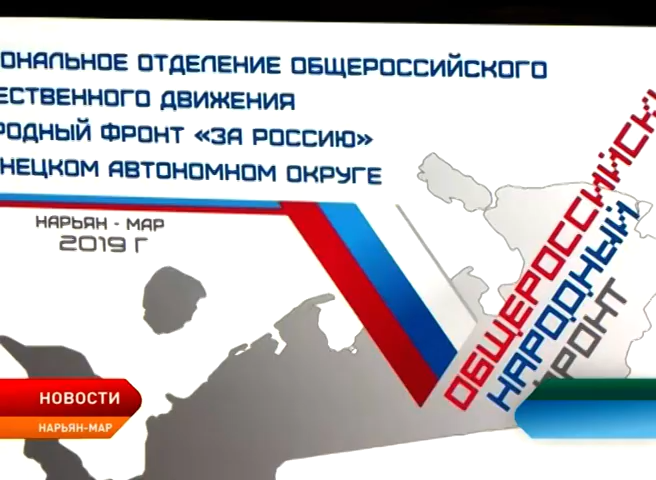 ОНАЛЬНОЕ ОТДЕЛЕНИЕ ОБЩЕРОССИЙСКОГО
ЕСТВЕННОГО ДВИЖЕНИЯ
РОДНЫЙ ФРОНТ «ЗА РОССИЮ»
НЕЦКОМ АВТОНОМНОМ ОКРУГЕ
НАРЬЯН - МАР
2019 Г
ОБЩЕРОССИЙСК
НАРОДНЫЙ
ФРОНТ
НОВОСТИ
НАРЬЯН-МАР